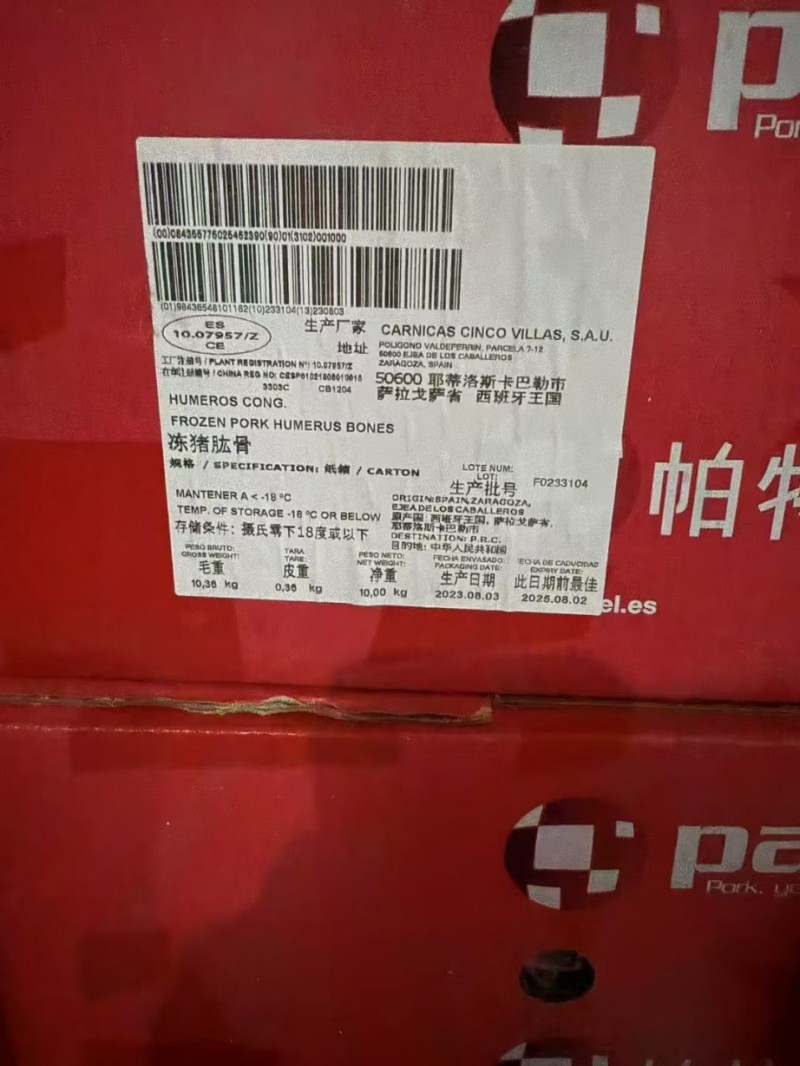 pa
Por
(00)084365776025462390(90)01(3102)001000
(01)98436546101182(10)233104(13)230803
ES
10.07957/Z
CE
生产厂家 CARNICAS CINCO VILLAS, S.A.U.
地址 POLIGONO VALDEFERRIN, PARCELA 7-12
50600 EJEA DE LOS CABALLEROS
ZARAGOZA, SPAIN
工厂注册号 / PLANT REGISTRATION Nº: 10.07957/Z
在华注册编号 / CHINA REG NO:
3303C CB1204
50600 耶蒂洛斯卡巴勒市
萨拉戈萨省 西班牙王国
HUMEROS CONG.
FROZEN PORK HUMERUS BONES
冻猪肱骨
规格 / SPECIFICATION: 纸箱 / CARTON
LOTE NUM:
LOT:
生产批号 F0233104
MANTENER A < -18 ºC
TEMP. OF STORAGE -18 ºC OR BELOW
存储条件: 摄氏零下18度或以下
ORIGIN:SPAIN,ZARAGOZA,
EJEA DE LOS CABALLEROS
原产国: 西班牙王国, 萨拉戈萨省,
耶蒂洛斯卡巴勒市
DESTINATION: P.R.C.
目的地: 中华人民共和国
PESO BRUTO:
GROSS WEIGHT:
毛重
10,36 kg
TARA
TARE:
皮重
0,36 kg
PESO NETO:
NET WEIGHT:
净重
10,00 kg
FECHA ENVASADO:
PACKAGING DATE:
生产日期
2023.08.03
FECHA DE CADUCIDAD
EXPIRY DATE:
此日期前最佳
2025.08.02
帕特
el.es
pa
Pork. yo